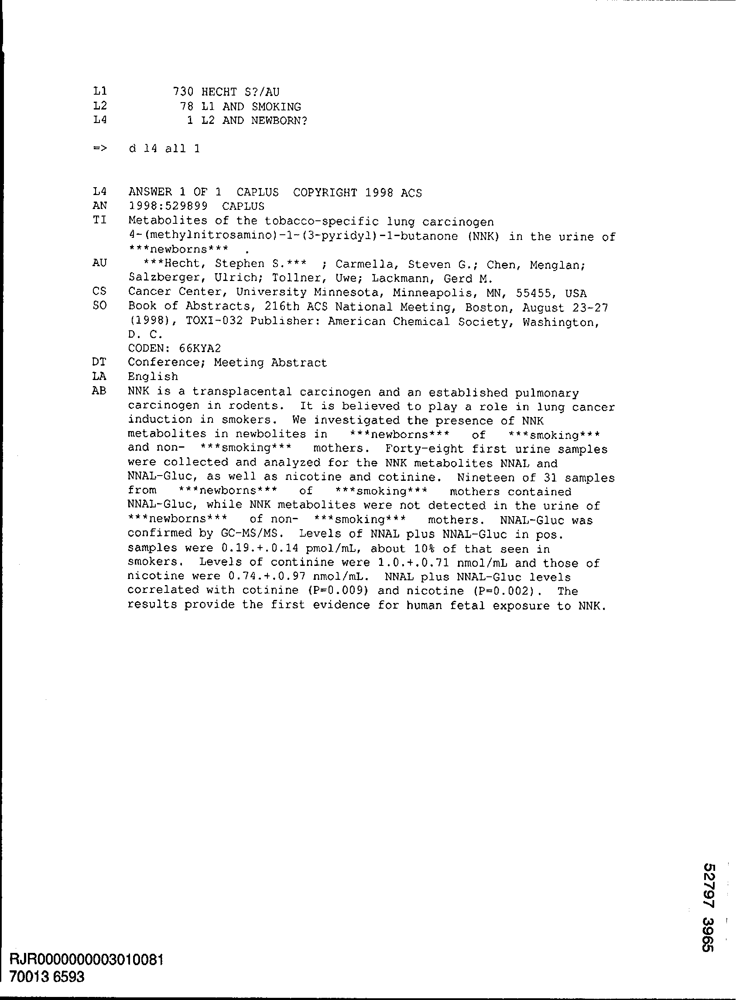 L1 730 HECHT S?/AU
L2 78 L1 AND SMOKING
L4 1 L2 AND NEWBORN?
=> d l4 all 1
L4 ANSWER 1 OF 1 CAPLUS COPYRIGHT 1998 ACS
AN 1998:529899 CAPLUS
TI Metabolites of the tobacco-specific lung carcinogen
4-(methylnitrosamino)-1-(3-pyridyl)-1-butanone (NNK) in the urine of
***newborns*** .
AU ***Hecht, Stephen S.*** ; Carmella, Steven G.; Chen, Menglan;
Salzberger, Ulrich; Tollner, Uwe; Lackmann, Gerd M.
CS Cancer Center, University Minnesota, Minneapolis, MN, 55455, USA
SO Book of Abstracts, 216th ACS National Meeting, Boston, August 23-27
(1998), TOXI-032 Publisher: American Chemical Society, Washington,
D. C.
CODEN: 66KYA2
DT Conference; Meeting Abstract
LA English
AB NNK is a transplacental carcinogen and an established pulmonary
carcinogen in rodents. It is believed to play a role in lung cancer
induction in smokers. We investigated the presence of NNK
metabolites in newbolites in ***newborns*** of ***smoking***
and non- ***smoking*** mothers. Forty-eight first urine samples
were collected and analyzed for the NNK metabolites NNAL and
NNAL-Gluc, as well as nicotine and cotinine. Nineteen of 31 samples
from ***newborns*** of ***smoking*** mothers contained
NNAL-Gluc, while NNK metabolites were not detected in the urine of
***newborns*** of non- ***smoking*** mothers. NNAL-Gluc was
confirmed by GC-MS/MS. Levels of NNAL plus NNAL-Gluc in pos.
samples were 0.19.+.0.14 pmol/mL, about 10% of that seen in
smokers. Levels of continine were 1.0.+.0.71 nmol/mL and those of
nicotine were 0.74.+.0.97 nmol/mL. NNAL plus NNAL-Gluc levels
correlated with cotinine (P=0.009) and nicotine (P=0.002). The
results provide the first evidence for human fetal exposure to NNK.
52797 3965
RJR0000000003010081
70013 6593